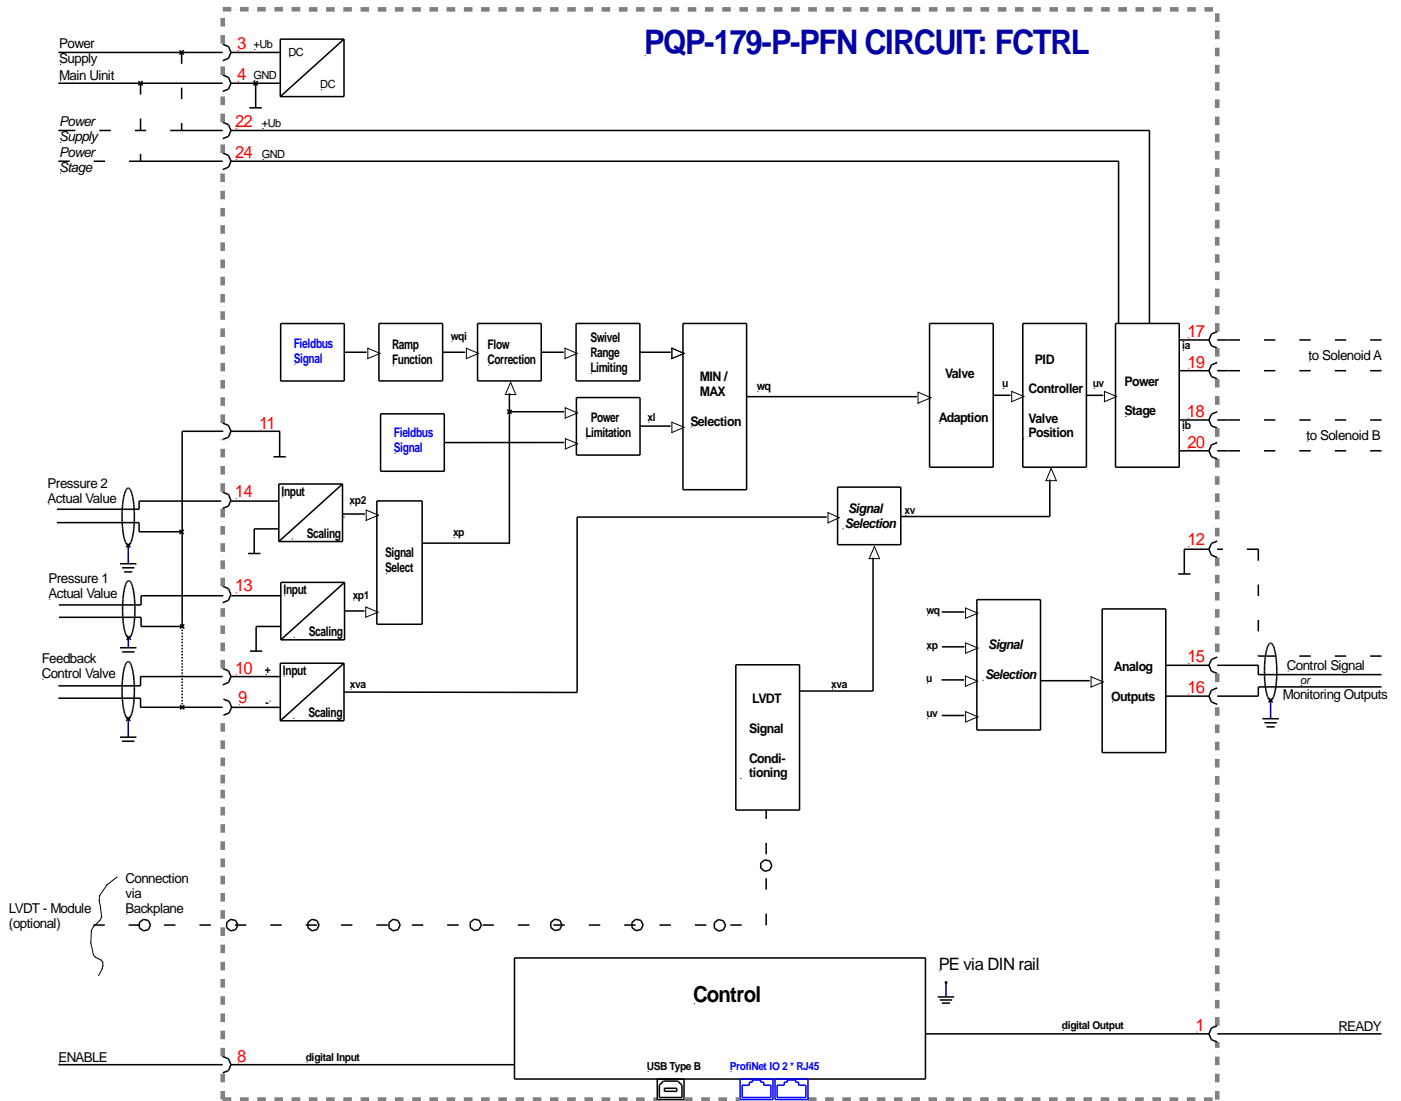 PQP-179-P-PFN CIRCUIT: FCTRL
Power
Supply
Main Uinit
3 +Ub
4 GND
DC
DC
Power
Supply
22 +Ub
Power
Stage
24 GND
Fieldbus
Signal
Ramp
Function
wqi
Flow
Correction
Swivel
Range
Limiting
MIN /
MAX
Selection
wq
Valve
Adaption
u
PID
Controller
Valve
Position
uv
Power
Stage
17
ia
19
to Solenoid A
18
ib
20
to Solenoid B
Fieldbus
Signal
Power
Limitation
xl
11
Pressure 2
Actual Value
14
Input
Scaling
xp2
Signal
Select
xp
Signal
Selection
xv
12
Pressure 1
Actual Value
13
Input
Scaling
xp1
Feedback
Control Valve
10 +
9 -
Input
Scaling
xva
LVDT
Signal
Condi-
tioning
xva
wq
xp
u
uv
Signal
Selection
Analog
Outputs
15
16
Control Signal
or
Monitoring Outputs
LVDT - Module
(optional)
Connection
via
Backplane
Control
PE via DIN rail
digital Output
1
READY
ENABLE
8
digital Input
USB Type B
ProfiNet IO 2 * RJ45